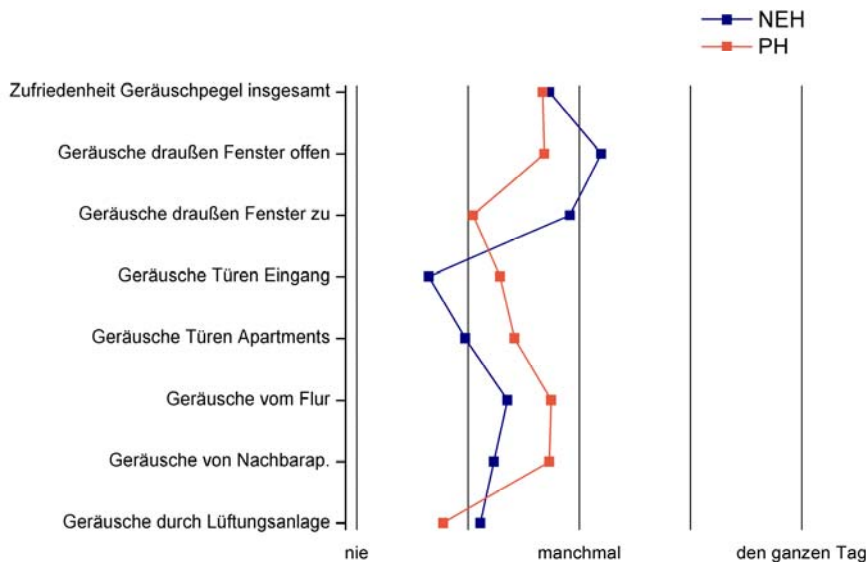 NEH
PH
Zufriedenheit Geräuschpegel insgesamt
Geräusche draußen Fenster offen
Geräusche draußen Fenster zu
Geräusche Türen Eingang
Geräusche Türen Apartments
Geräusche vom Flur
Geräusche von Nachbarap.
Geräusche durch Lüftungsanlage
nie manchmal den ganzen Tag